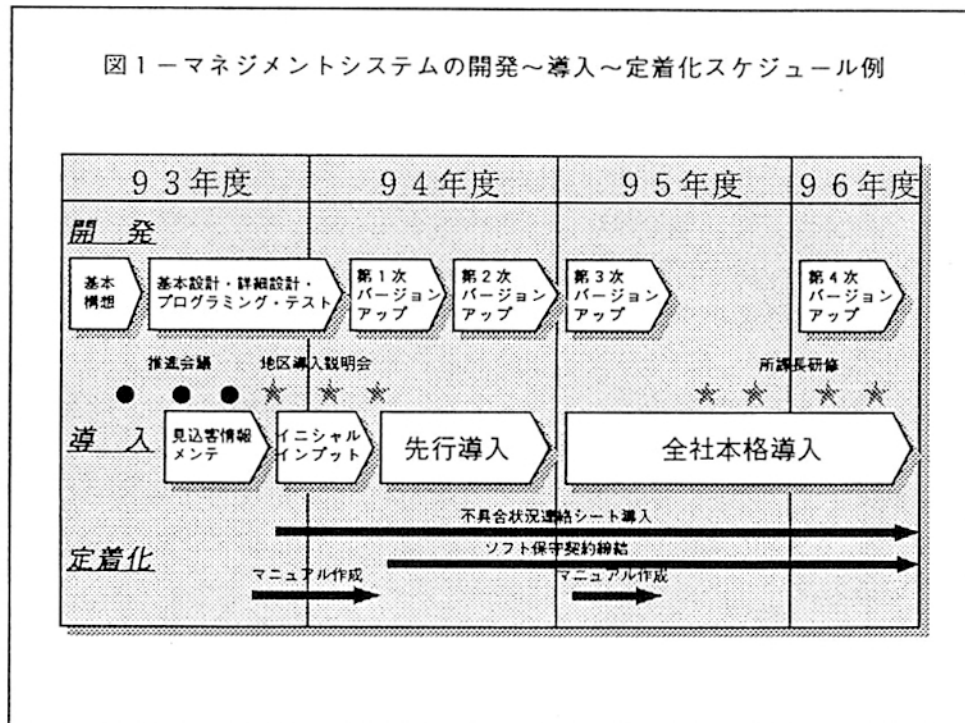 図１－マネジメントシステムの開発～導入～定着化スケジュール例
９３年度
９４年度
９５年度
９６年度
開　発
基本
構想
基本設計・詳細設計・
プログラミング・テスト
第１次
バージョン
アップ
第２次
バージョン
アップ
第３次
バージョン
アップ
第４次
バージョン
アップ
推進会議
地区導入説明会
所課長研修
導　入
見込客情報
メンテ
イニシャル
インプット
先行導入
全社本格導入
不具合状況連絡シート導入
定着化
ソフト保守契約締結
マニュアル作成
マニュアル作成